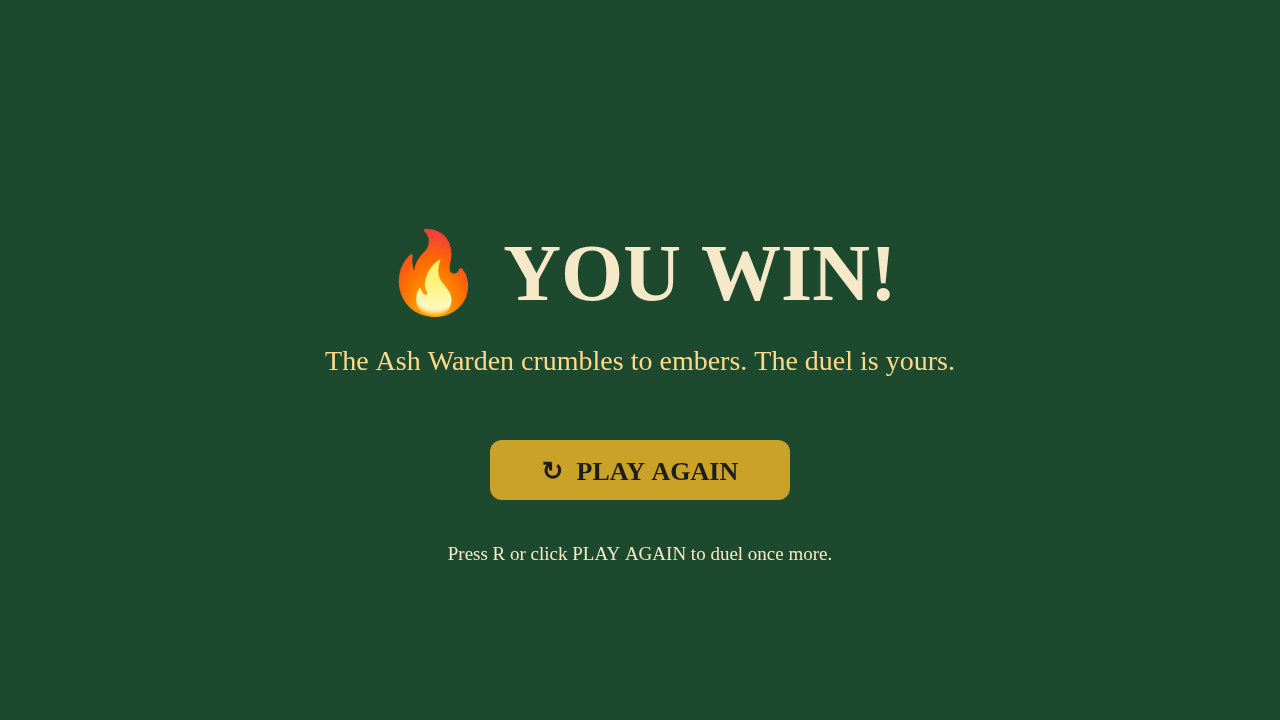 🔥 YOU WIN!
The Ash Warden crumbles to embers. The duel is yours.
↻ PLAY AGAIN
Press R or click PLAY AGAIN to duel once more.